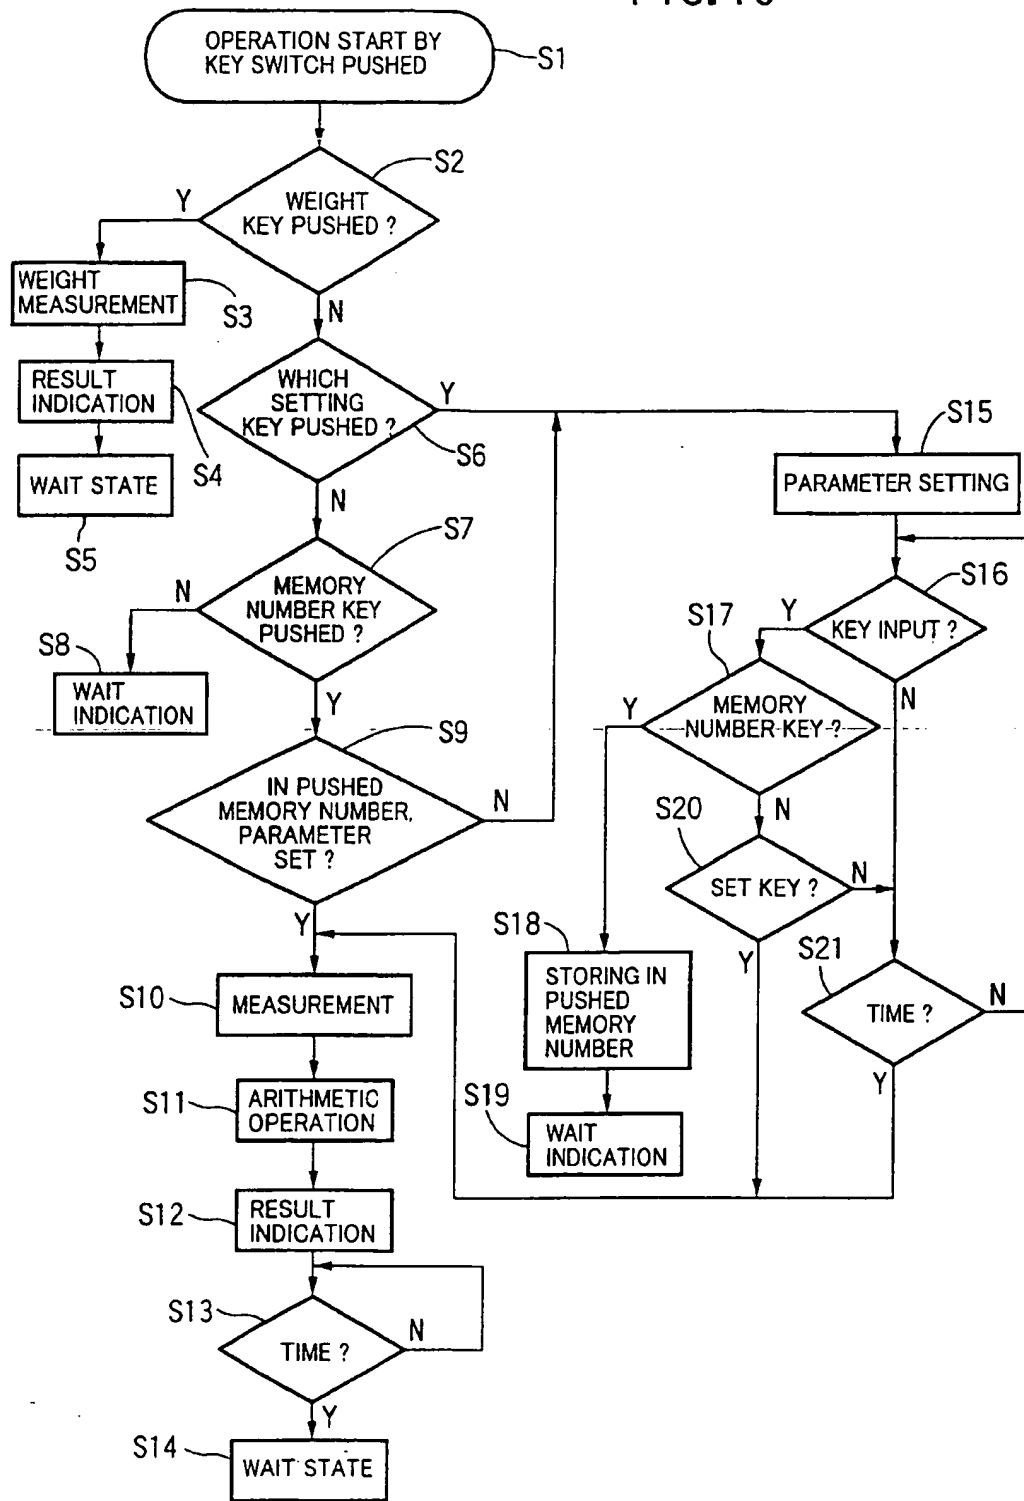 OPERATION START BY
KEY SWITCH PUSHED
S1
S2
WEIGHT
KEY PUSHED ?
Y
N
WEIGHT
MEASUREMENT
S3
RESULT
INDICATION
S4
WAIT STATE
S5
WHICH
SETTING
KEY PUSHED ?
Y
S6
N
S7
MEMORY
NUMBER KEY
PUSHED ?
N
S8
WAIT
INDICATION
Y
S9
IN PUSHED
MEMORY NUMBER,
PARAMETER
SET ?
N
Y
S10
MEASUREMENT
S11
ARITHMETIC
OPERATION
S12
RESULT
INDICATION
S13
TIME ?
N
Y
S14
WAIT STATE
S15
PARAMETER SETTING
S16
KEY INPUT ?
Y
N
S17
MEMORY
NUMBER KEY ?
Y
N
S18
STORING IN
PUSHED
MEMORY
NUMBER
S19
WAIT
INDICATION
S20
SET KEY ?
N
Y
S21
TIME ?
N
Y